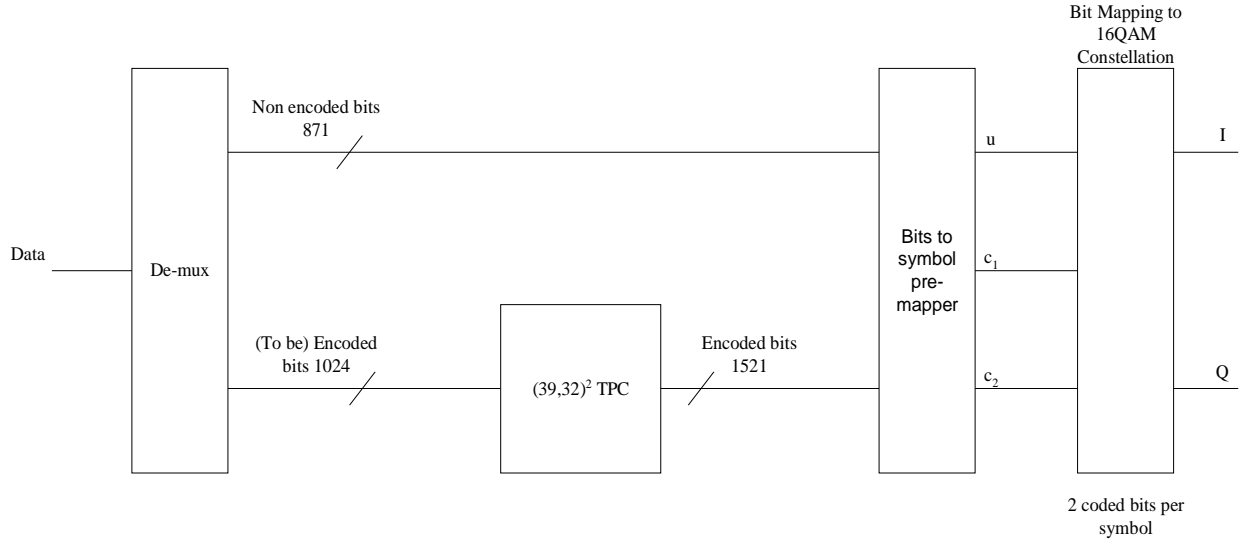 Bit Mapping to
16QAM
Constellation
Non encoded bits
871
u
I
Data
De-mux
Bits to
symbol
pre-
mapper
c1
(To be) Encoded
bits 1024
(39,32)2 TPC
Encoded bits
1521
c2
Q
2 coded bits per
symbol